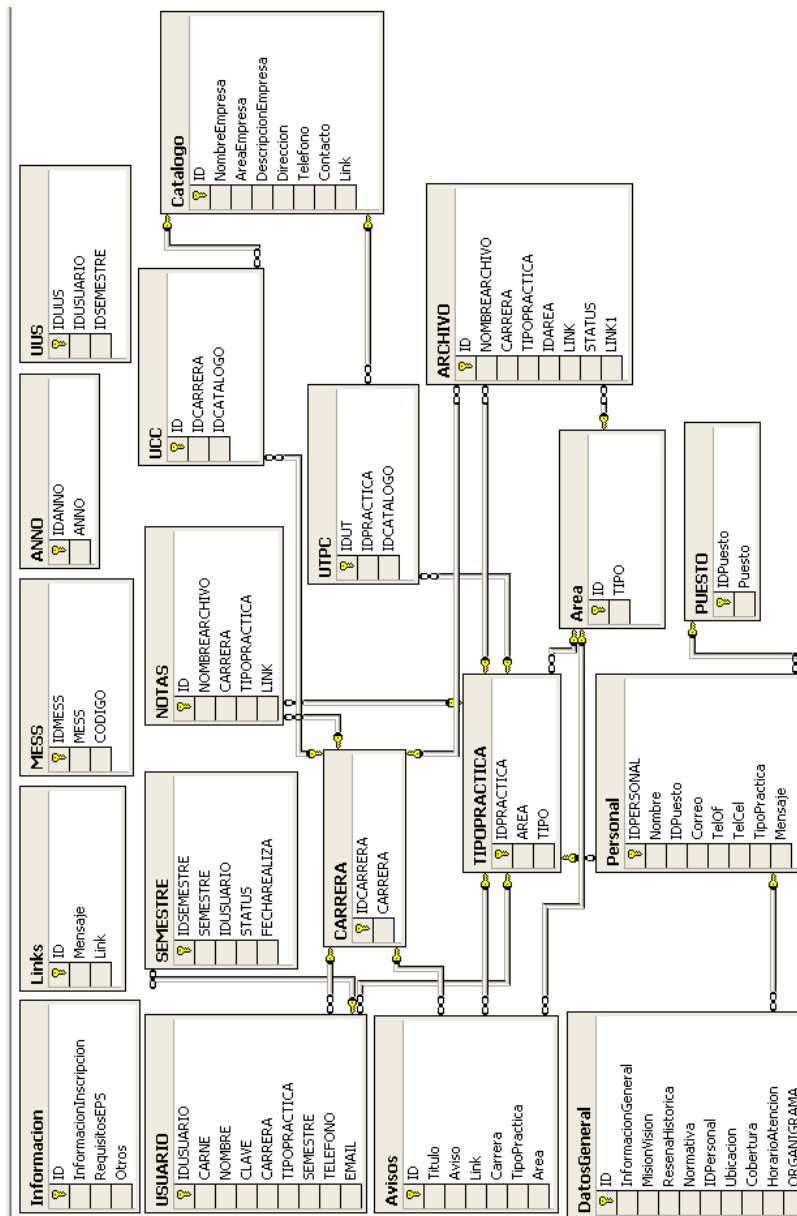 Informacion
ID
InformacionInscripcion
RequisitosEPS
Otros
Links
ID
Mensaje
Link
MESS
IDMESS
MESS
CODIGO
ANNO
IDANNO
ANNO
UUS
IDUUS
IDUSUARIO
IDSEMESTRE
USUARIO
IDUSUARIO
CARNE
NOMBRE
CLAVE
CARRERA
TIPOPRACTICA
SEMESTRE
TELEFONO
EMAIL
SEMESTRE
IDSEMESTRE
SEMESTRE
IDUSUARIO
STATUS
FECHAREALIZA
NOTAS
ID
NOMBREARCHIVO
CARRERA
TIPOPRACTICA
LINK
UCC
ID
IDCARRERA
IDCATALOGO
Catalogo
ID
NombreEmpresa
AreaEmpresa
DescripcionEmpresa
Direccion
Telefono
Contacto
Link
CARRERA
IDCARRERA
CARRERA
UTPC
IDUT
IDPRACTICA
IDCATALOGO
Avisos
ID
Titulo
Aviso
Link
Carrera
TipoPractica
Area
TIPOPRACTICA
IDPRACTICA
AREA
TIPO
ARCHIVO
ID
NOMBREARCHIVO
CARRERA
TIPOPRACTICA
IDAREA
LINK
STATUS
LINK1
Area
ID
TIPO
DatosGeneral
ID
InformacionGeneral
MisionVision
ResenaHistorica
Normativa
IDPersonal
Ubicacion
Cobertura
HorarioAtencion
ORGANIGRAMA
Personal
IDPERSONAL
Nombre
IDPuesto
Correo
TelOf
TelCel
TipoPractica
Mensaje
PUESTO
IDPuesto
Puesto